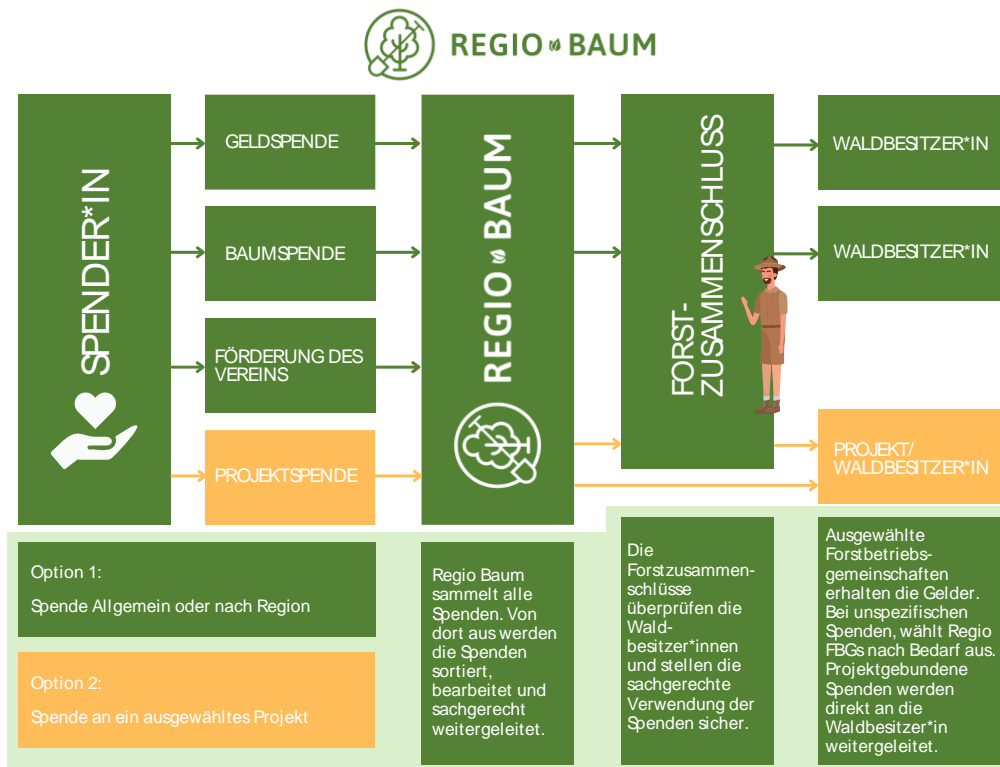 REGIO BAUM
SPENDER*IN
GELDSPENDE
BAUMSPENDE
FÖRDERUNG DES
VEREINS
PROJEKTSPENDE
REGIO BAUM
FORST-
ZUSAMMENSCHLUSS
WALDBESITZER*IN
WALDBESITZER*IN
PROJEKT/
WALDBESITZER*IN
Option 1:
Spende Allgemein oder nach Region
Option 2:
Spende an ein ausgewähltes Projekt
Regio Baum
sammelt alle
Spenden. Von
dort aus werden
die Spenden
sortiert,
bearbeitet und
sachgerecht
weitergeleitet.
Die
Forstzusammen-
schlüsse
überprüfen die
Wald-
besitzer*innen
und stellen die
sachgerechte
Verwendung der
Spenden sicher.
Ausgewählte
Forstbetriebs-
gemeinschaften
erhalten die Gelder.
Bei unspezifischen
Spenden, wählt Regio
FBGs nach Bedarf aus.
Projektgebundene
Spenden werden
direkt an die
Waldbesitzer*in
weitergeleitet.